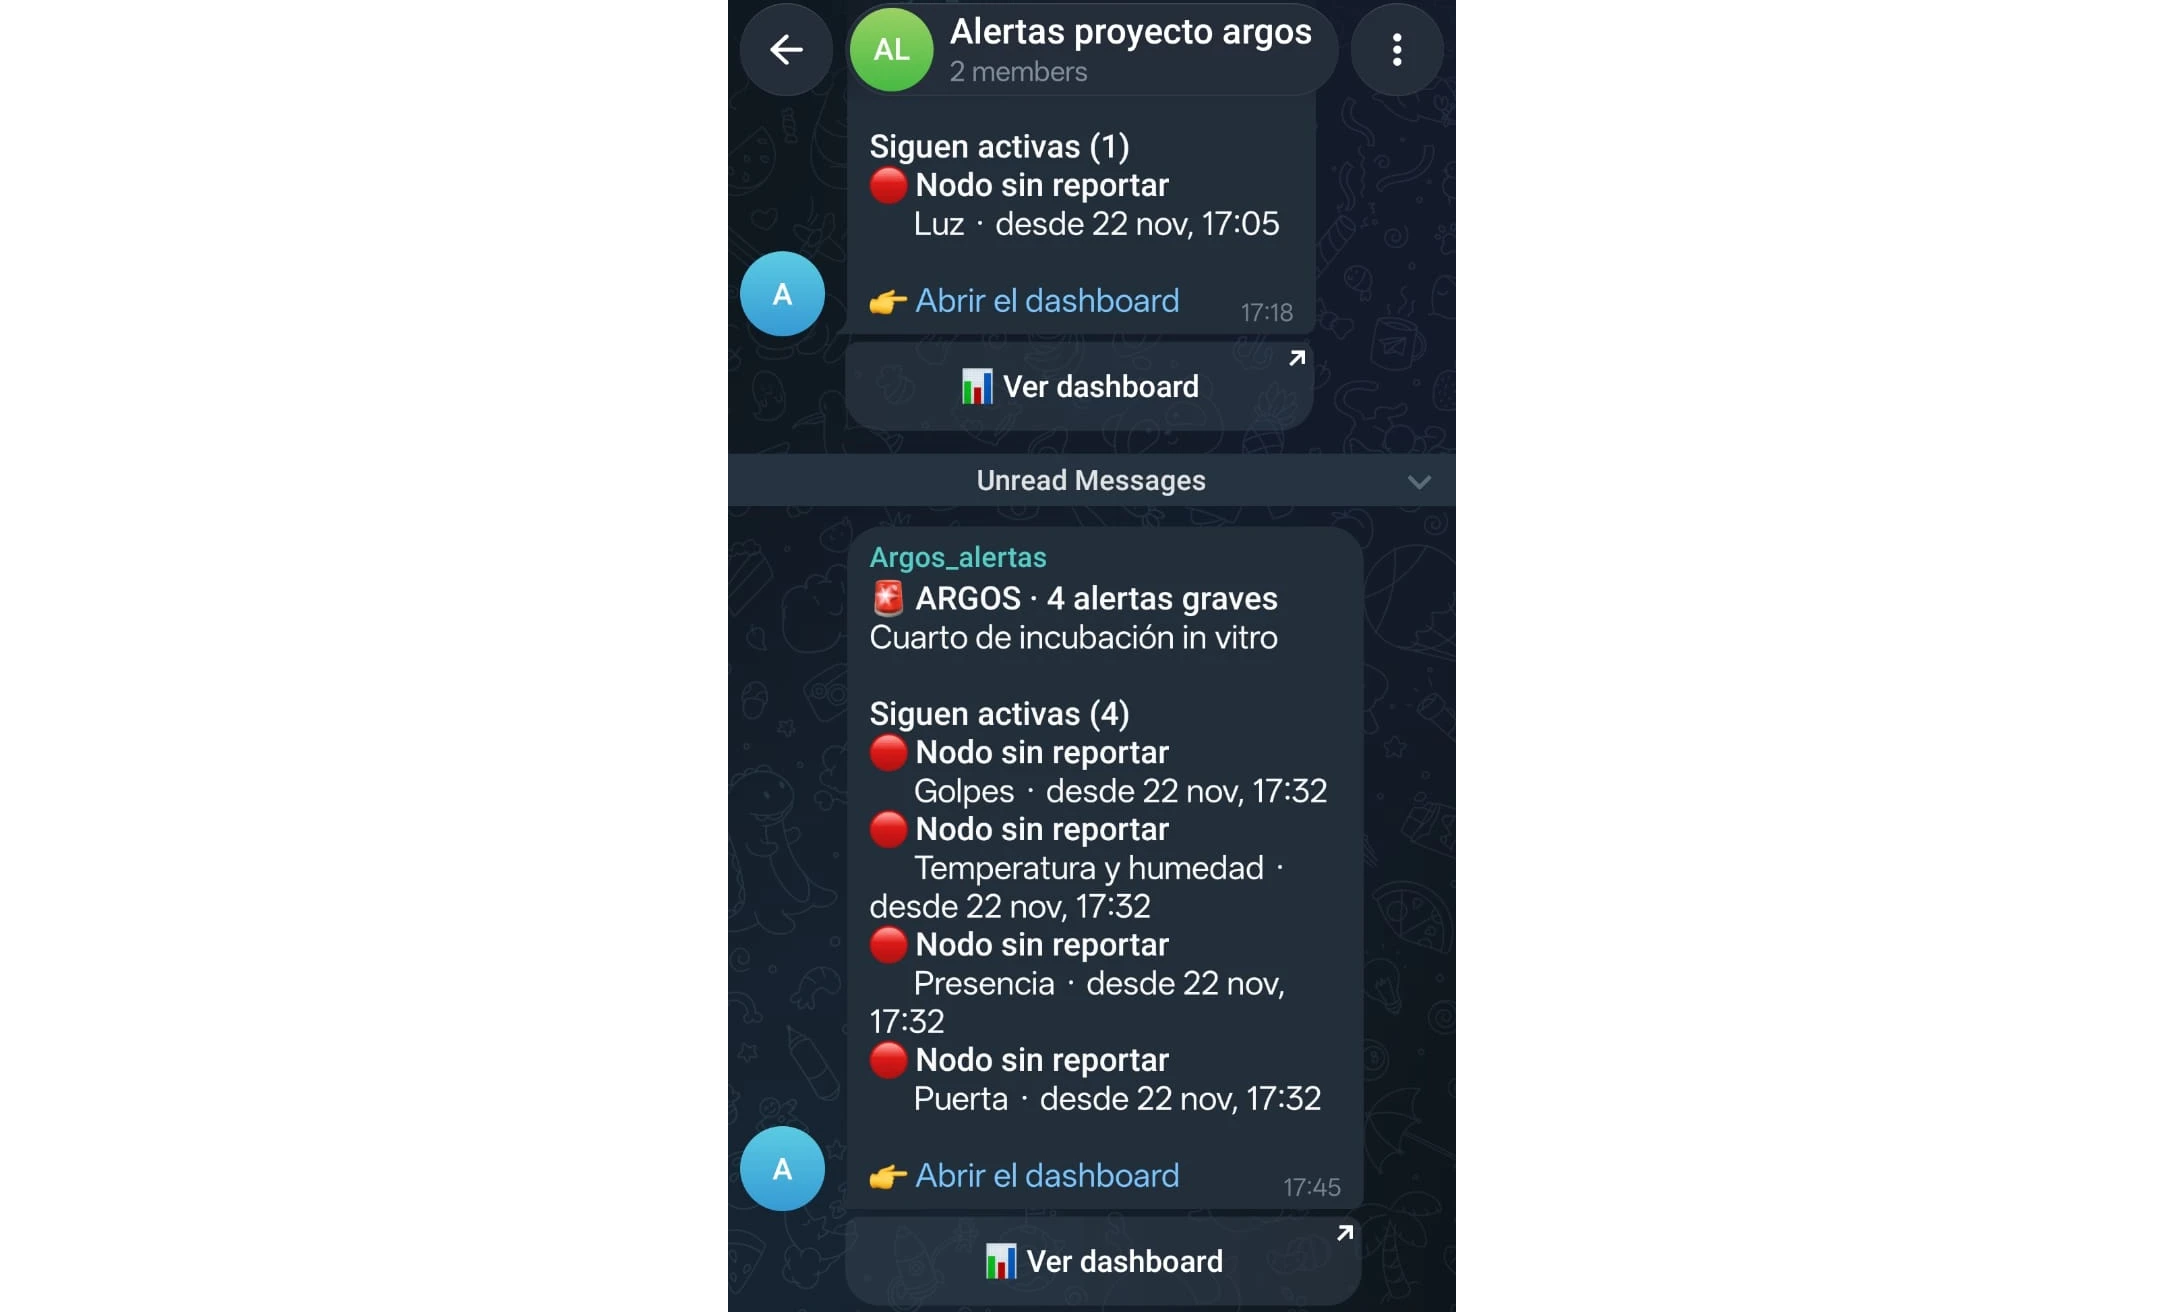 AL
Alertas proyecto argos
2 members
Siguen activas (1)
🔴 Nodo sin reportar
Luz · desde 22 nov, 17:05
A
👉 Abrir el dashboard
17:18
📊 Ver dashboard
Unread Messages
Argos_alertas
🚨 ARGOS · 4 alertas graves
Cuarto de incubación in vitro
Siguen activas (4)
🔴 Nodo sin reportar
Golpes · desde 22 nov, 17:32
🔴 Nodo sin reportar
Temperatura y humedad ·
desde 22 nov, 17:32
🔴 Nodo sin reportar
Presencia · desde 22 nov,
17:32
🔴 Nodo sin reportar
Puerta · desde 22 nov, 17:32
A
👉 Abrir el dashboard
17:45
📊 Ver dashboard